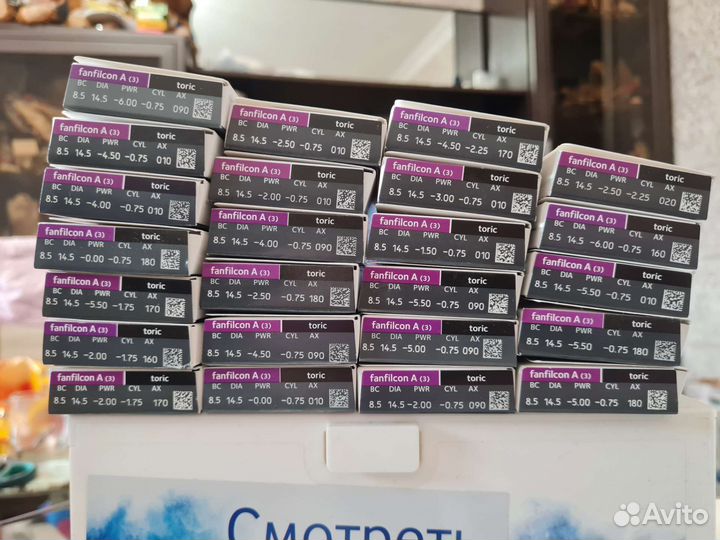 fanfilcon A (3) toric
BC DIA PWR CYL AX
8.5 14.5 -6.00 -0.75 090
fanfilcon A (3) toric
BC DIA PWR CYL AX
8.5 14.5 -4.50 -0.75 010
fanfilcon A (3) toric
BC DIA PWR CYL AX
8.5 14.5 -4.00 -0.75 010
fanfilcon A (3) toric
BC DIA PWR CYL AX
8.5 14.5 -0.00 -0.75 180
fanfilcon A (3) toric
BC DIA PWR CYL AX
8.5 14.5 -5.50 -1.75 170
fanfilcon A (3) toric
BC DIA PWR CYL AX
8.5 14.5 -2.00 -1.75 160
fanfilcon A (3) toric
BC DIA PWR CYL AX
8.5 14.5 -2.00 -1.75 170
fanfilcon A (3) toric
BC DIA PWR CYL AX
8.5 14.5 -2.50 -0.75 010
fanfilcon A (3) toric
BC DIA PWR CYL AX
8.5 14.5 -2.00 -0.75 010
fanfilcon A (3) toric
BC DIA PWR CYL AX
8.5 14.5 -4.00 -0.75 090
fanfilcon A (3) toric
BC DIA PWR CYL AX
8.5 14.5 -2.50 -0.75 180
fanfilcon A (3) toric
BC DIA PWR CYL AX
8.5 14.5 -4.50 -0.75 090
fanfilcon A (3) toric
BC DIA PWR CYL AX
8.5 14.5 -0.00 -0.75 010
fanfilcon A (3) toric
BC DIA PWR CYL AX
8.5 14.5 -4.50 -2.25 170
fanfilcon A (3) toric
BC DIA PWR CYL AX
8.5 14.5 -3.00 -0.75 010
fanfilcon A (3) toric
BC DIA PWR CYL AX
8.5 14.5 -1.50 -0.75 010
fanfilcon A (3) toric
BC DIA PWR CYL AX
8.5 14.5 -5.50 -0.75 090
fanfilcon A (3) toric
BC DIA PWR CYL AX
8.5 14.5 -5.00 -0.75 090
fanfilcon A (3) toric
BC DIA PWR CYL AX
8.5 14.5 -2.00 -0.75 090
fanfilcon A (3) toric
BC DIA PWR CYL AX
8.5 14.5 -2.50 -2.25 020
fanfilcon A (3) toric
BC DIA PWR CYL AX
8.5 14.5 -6.00 -0.75 160
fanfilcon A (3) toric
BC DIA PWR CYL AX
8.5 14.5 -5.50 -0.75 010
fanfilcon A (3) toric
BC DIA PWR CYL AX
8.5 14.5 -5.50 -0.75 180
fanfilcon A (3) toric
BC DIA PWR CYL AX
8.5 14.5 -5.00 -0.75 180
Смотреть
Avito